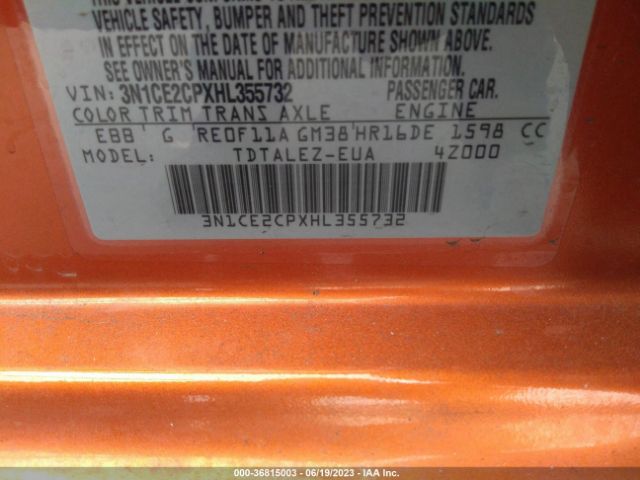 VEHICLE SAFETY, BUMPER AND THEFT PREVENTION STANDARDS
IN EFFECT ON THE DATE OF MANUFACTURE SHOWN ABOVE.
SEE OWNER'S MANUAL FOR ADDITIONAL INFORMATION.
VIN: 3N1CE2CPXHL355732 PASSENGER CAR.
COLOR TRIM TRANS AXLE ENGINE
EBB' G RE0F11A GM38'HR16DE 1598 CC
MODEL: TDTALEZ-EUA 4Z000
3N1CE2CPXHL355732
000-36815003 / 06/19/2023 - IAA Inc.